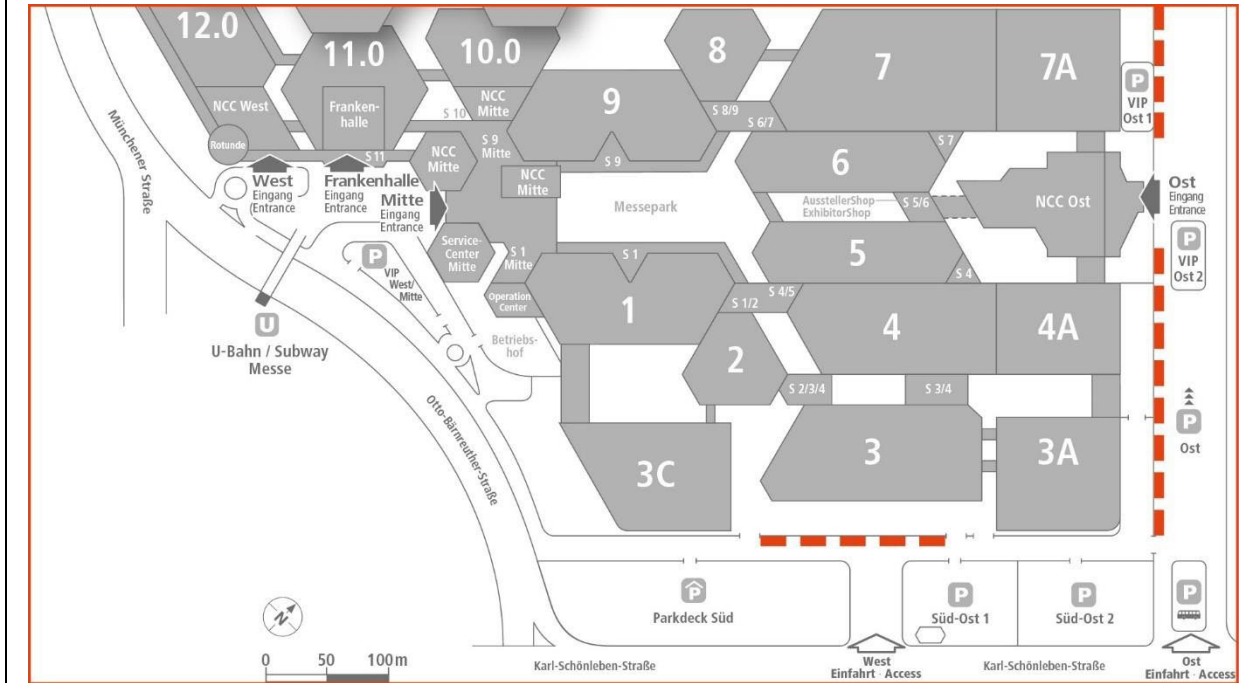 12.0
11.0
10.0
8
7
7A
NCC West
Franken-
halle
S 10
NCC
Mitte
9
S 8/9
S 6/7
P
VIP
Ost 1
Münchener Straße
Rotunde
S 11
NCC
Mitte
S 9
Mitte
S 9
6
S 7
West
Eingang
Entrance
Frankenhalle
Eingang
Entrance
Mitte
Eingang
Entrance
NCC
Mitte
Messepark
AusstellerShop
ExhibitorShop
S 5/6
NCC Ost
Ost
Eingang
Entrance
P
VIP
Ost 2
Service-
Center
Mitte
S 1
Mitte
S 1
5
S 4
P
VIP
West/
Mitte
Operation
Center
1
S 1/2
S 4/5
4
4A
U
U-Bahn / Subway
Messe
Betriebs-
hof
2
S 2/3/4
S 3/4
P
Ost
Otto-Bärnreuther-Straße
3C
3
3A
P
Parkdeck Süd
P
Süd-Ost 1
P
Süd-Ost 2
P
N
0 50 100 m
Karl-Schönleben-Straße
West
Einfahrt · Access
Karl-Schönleben-Straße
Ost
Einfahrt · Access